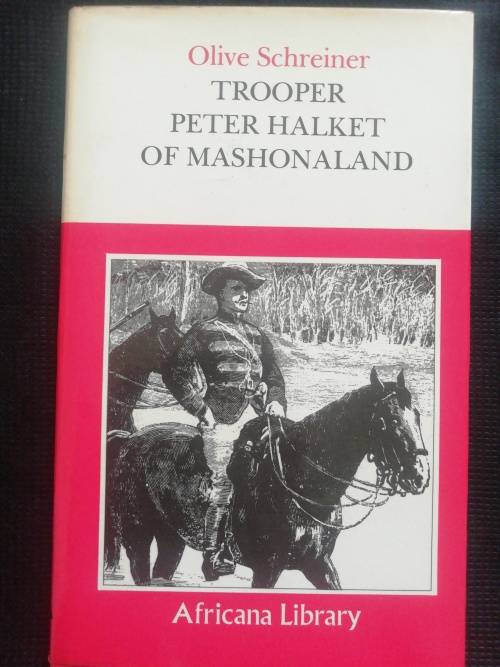 Olive Schreiner
TROOPER
PETER HALKET
OF MASHONALAND
Africana Library